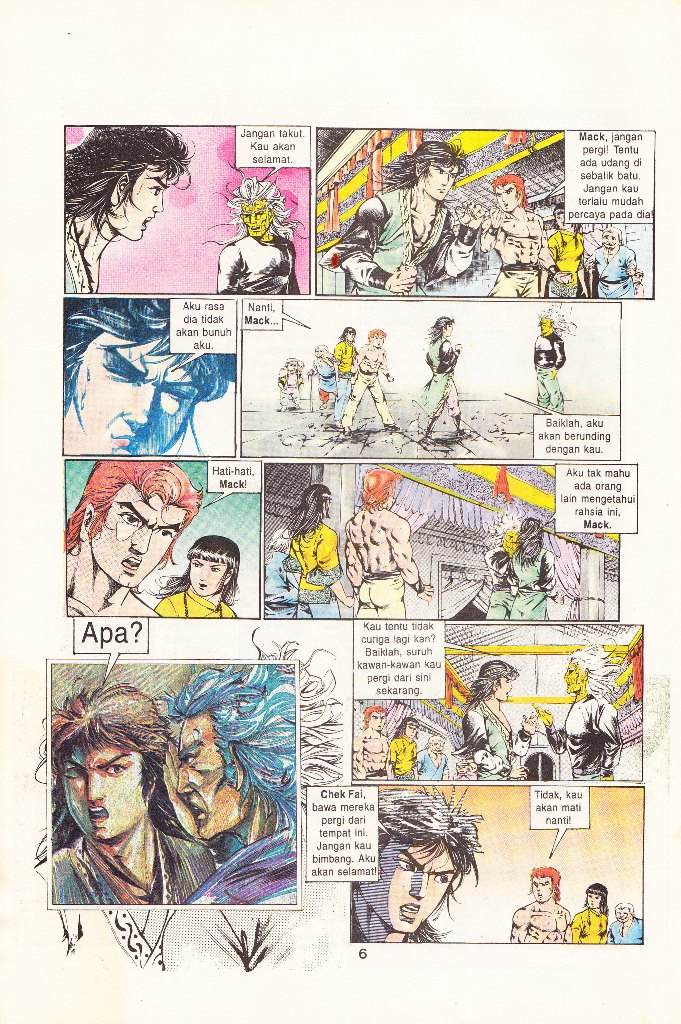 Jangan takut.
Kau akan
selamat.
Mack, jangan
pergi! Tentu
ada udang di
sebalik batu.
Jangan kau
terlalu mudah
percaya pada dia!
Aku rasa
dia tidak
akan bunuh
aku.
Nanti,
Mack...
Baiklah, aku
akan berunding
dengan kau.
Hati-hati,
Mack!
Aku tak mahu
ada orang
lain mengetahui
rahsia ini,
Mack.
Apa?
Kau tentu tidak
curiga lagi kan?
Baiklah, suruh
kawan-kawan kau
pergi dari sini
sekarang.
Chek Fai,
bawa mereka
pergi dari
tempat ini.
Jangan kau
bimbang. Aku
akan selamat!
Tidak, kau
akan mati
nanti!
6